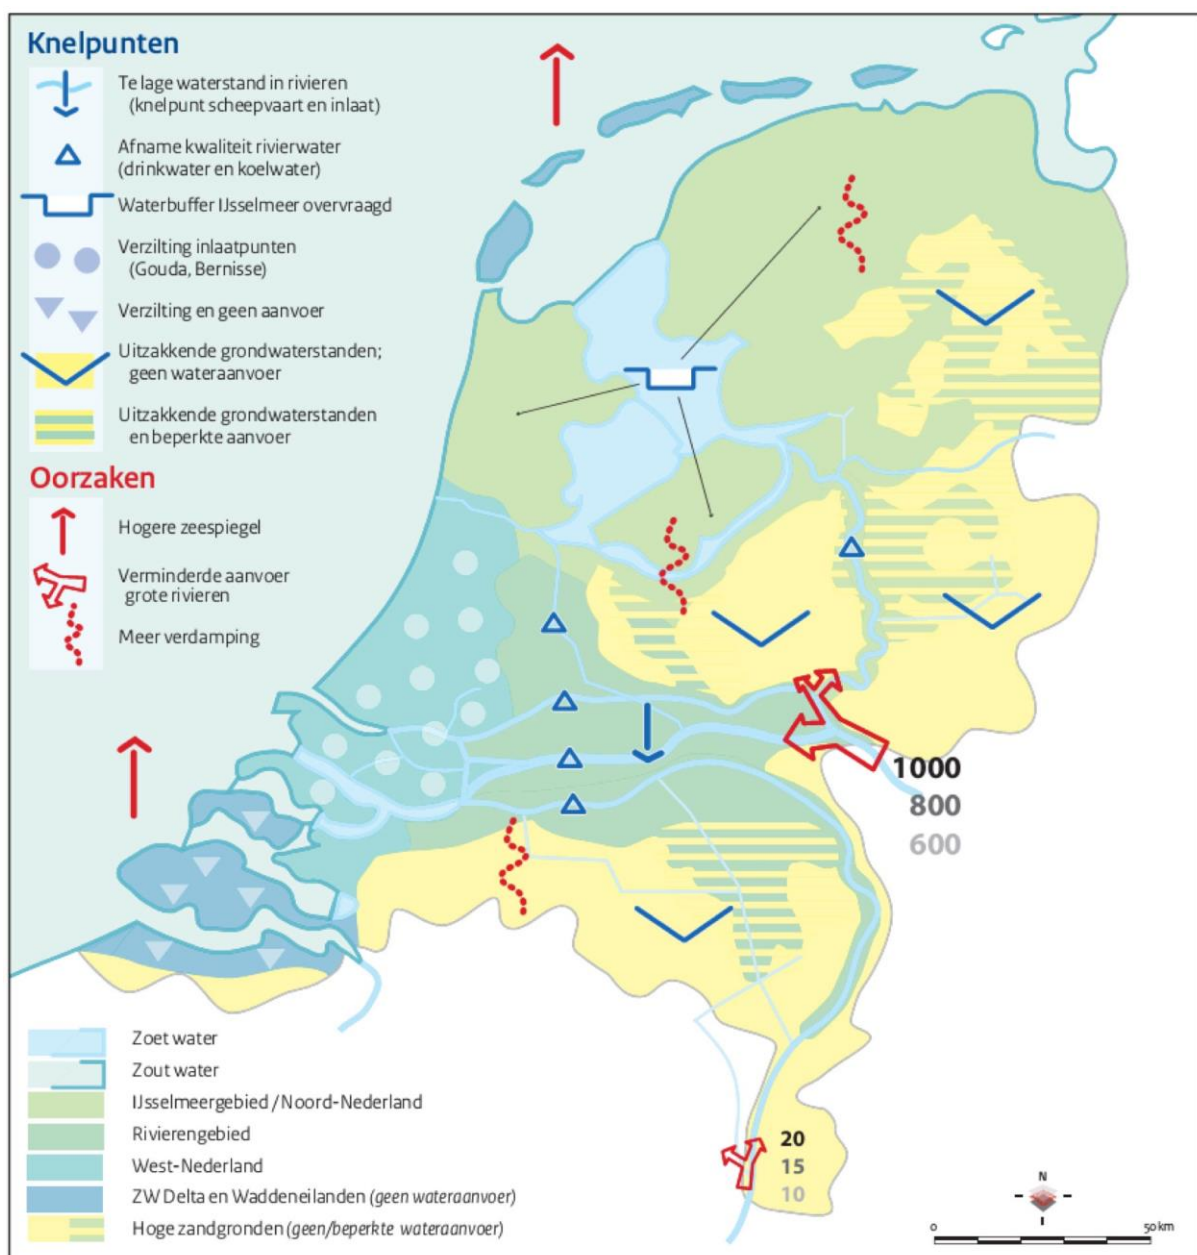 Knelpunten
Te lage waterstand in rivieren
(knelpunt scheepvaart en inlaat)
Afname kwaliteit rivierwater
(drinkwater en koelwater)
Waterbuffer IJsselmeer overvraagd
Verzilting inlaatpunten
(Gouda, Bernisse)
Verzilting en geen aanvoer
Uitzakkende grondwaterstanden;
geen wateraanvoer
Uitzakkende grondwaterstanden
en beperkte aanvoer
Oorzaken
Hogere zeespiegel
Verminderde aanvoer
grote rivieren
Meer verdamping
1000
800
600
Zoet water
Zout water
IJsselmeergebied / Noord-Nederland
Rivierengebied
West-Nederland
ZW Delta en Waddeneilanden (geen wateraanvoer)
Hoge zandgronden (geen/beperkte wateraanvoer)
20
15
10
N
0 50 km